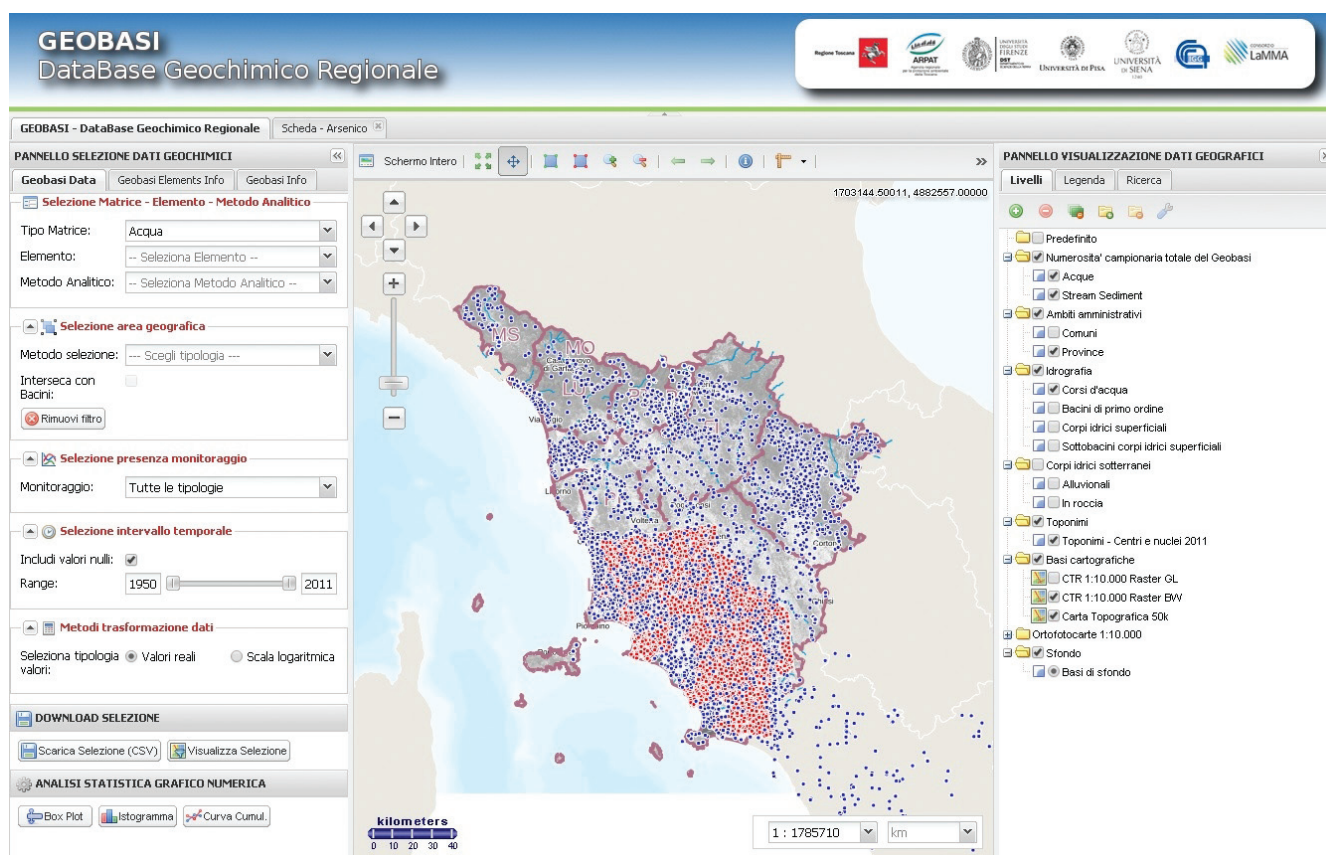 GEOBASI
DataBase Geochimico Regionale
Regione Toscana
ARPAT
UNIVERSITÀ
DEGLI STUDI
FIRENZE
DST
UNIVERSITÀ DI PISA
UNIVERSITÀ
DI SIENA
1240
IGG
CONSORZIO
LaMMA
GEOBASI - DataBase Geochimico Regionale
Scheda - Arsenico
PANNELLO SELEZIONE DATI GEOCHIMICI
Geobasi Data
Geobasi Elements Info
Geobasi Info
Selezione Matrice - Elemento - Metodo Analitico
Tipo Matrice: Acqua
Elemento: -- Seleziona Elemento --
Metodo Analitico: -- Seleziona Metodo Analitico --
Selezione area geografica
Metodo selezione: --- Scegli tipologia ---
Interseca con
Bacini:
Rimuovi filtro
Selezione presenza monitoraggio
Monitoraggio: Tutte le tipologie
Selezione intervallo temporale
Includi valori nulli:
Range: 1950 2011
Metodi trasformazione dati
Seleziona tipologia Valori reali Scala logaritmica
valori:
DOWNLOAD SELEZIONE
Scarica Selezione (CSV) Visualizza Selezione
ANALISI STATISTICA GRAFICO NUMERICA
Box Plot Istogramma Curva Cumul.
Schermo Intero
1703144.50011, 4882557.00000
MS
MO
LU
FI
Livorno
Volterra
Piombino
kilometers
0 10 20 30 40
1 : 1785710
km
PANNELLO VISUALIZZAZIONE DATI GEOGRAFICI
Livelli
Legenda
Ricerca
Predefinito
Numerosita' campionaria totale del Geobasi
Acque
Stream Sediment
Ambiti amministrativi
Comuni
Province
Idrografia
Corsi d'acqua
Bacini di primo ordine
Corpi idrici superficiali
Sottobacini corpi idrici superficiali
Corpi idrici sotterranei
Alluvionali
In roccia
Toponimi
Toponimi - Centri e nuclei 2011
Basi cartografiche
CTR 1:10.000 Raster GL
CTR 1:10.000 Raster BW
Carta Topografica 50k
Ortofotocarte 1:10.000
Sfondo
Basi di sfondo